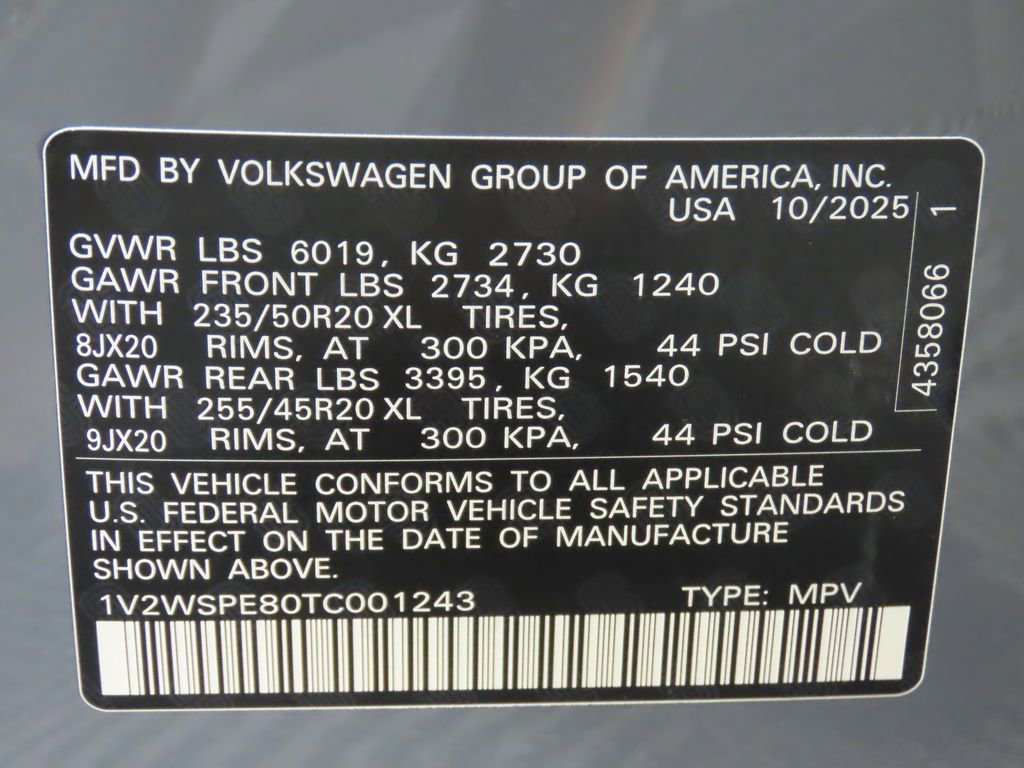 MFD BY VOLKSWAGEN GROUP OF AMERICA, INC.
USA 10/2025
GVWR LBS 6019, KG 2730
GAWR FRONT LBS 2734, KG 1240
WITH 235/50R20 XL TIRES,
8JX20 RIMS, AT 300 KPA, 44 PSI COLD
GAWR REAR LBS 3395, KG 1540
WITH 255/45R20 XL TIRES,
9JX20 RIMS, AT 300 KPA, 44 PSI COLD
4358066 1
THIS VEHICLE CONFORMS TO ALL APPLICABLE
U.S. FEDERAL MOTOR VEHICLE SAFETY STANDARDS
IN EFFECT ON THE DATE OF MANUFACTURE
SHOWN ABOVE.
1V2WSPE80TC001243 TYPE: MPV